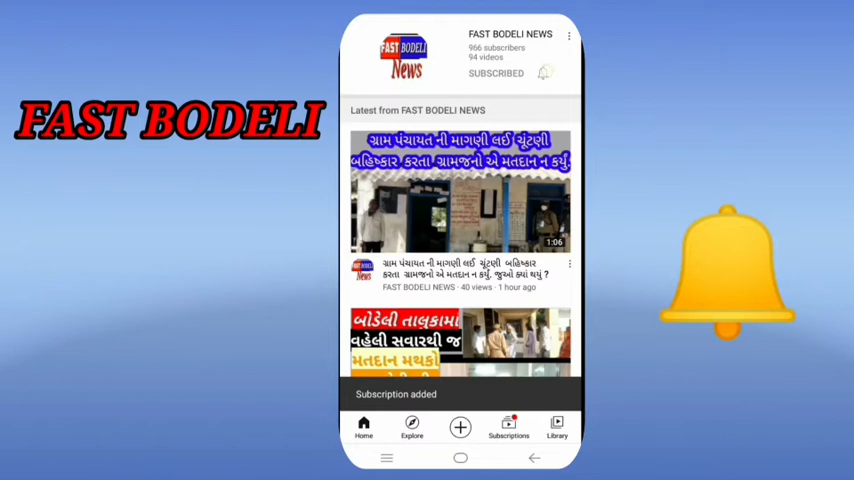 FAST BODELI
FAST BODELI
News
FAST BODELI NEWS
966 subscribers
94 videos
SUBSCRIBED
Latest from FAST BODELI NEWS
ગ્રામ પંચાયત ની માગણી લઈ ચૂંટણી
બહિષ્કાર કરતા ગ્રામજનો એ મતદાન ન કર્યું,
1:06
ગ્રામ પંચાયત ની માગણી લઈ ચૂંટણી બહિષ્કાર
કરતા ગ્રામજનો એ મતદાન ન કર્યું, જુઓ ક્યાં થયું ?
FAST BODELI NEWS · 40 views · 1 hour ago
બોડેલી તાલુકામા
વહેલી સવારથી જ
મતદાન મથકો
Subscription added
Home
Explore
Subscriptions
Library